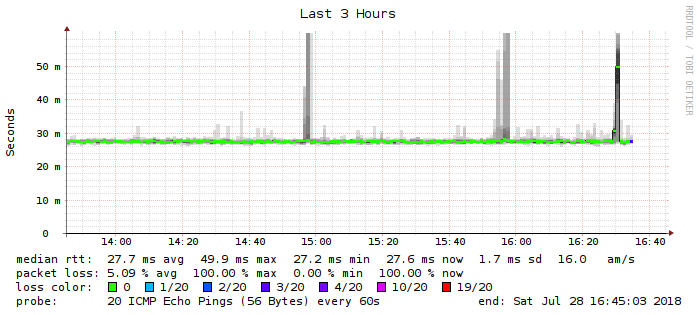 Last 3 Hours
RRDTOOL / TOBI OETIKER
Seconds
50 m
40 m
30 m
20 m
10 m
0
14:00 14:20 14:40 15:00 15:20 15:40 16:00 16:20 16:40
median rtt: 27.7 ms avg 49.9 ms max 27.2 ms min 27.6 ms now 1.7 ms sd 16.0 am/s
packet loss: 5.09 % avg 100.00 % max 0.00 % min 100.00 % now
loss color: 0 1/20 2/20 3/20 4/20 10/20 19/20
probe: 20 ICMP Echo Pings (56 Bytes) every 60s end: Sat Jul 28 16:45:03 2018